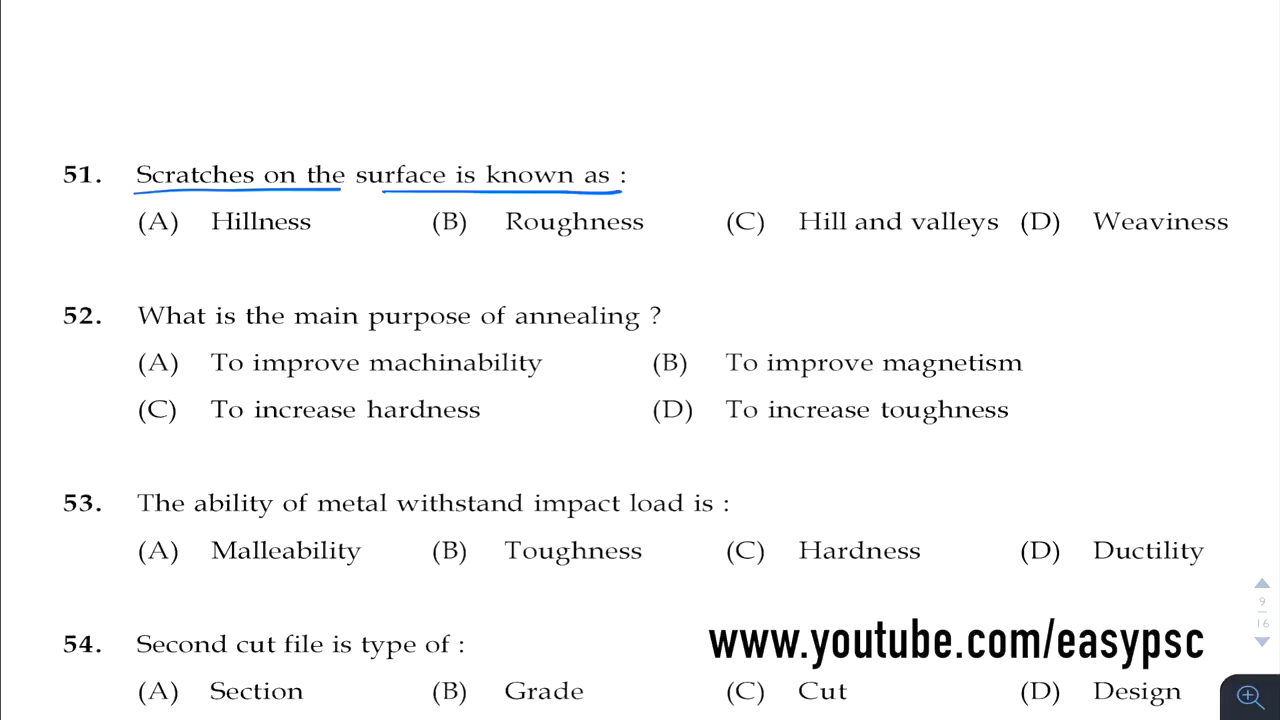 51. Scratches on the surface is known as :
(A) Hillness (B) Roughness (C) Hill and valleys (D) Weaviness
52. What is the main purpose of annealing ?
(A) To improve machinability (B) To improve magnetism
(C) To increase hardness (D) To increase toughness
53. The ability of metal withstand impact load is :
(A) Malleability (B) Toughness (C) Hardness (D) Ductility
9
16
54. Second cut file is type of :
www.youtube.com/easypsc
(A) Section (B) Grade (C) Cut (D) Design